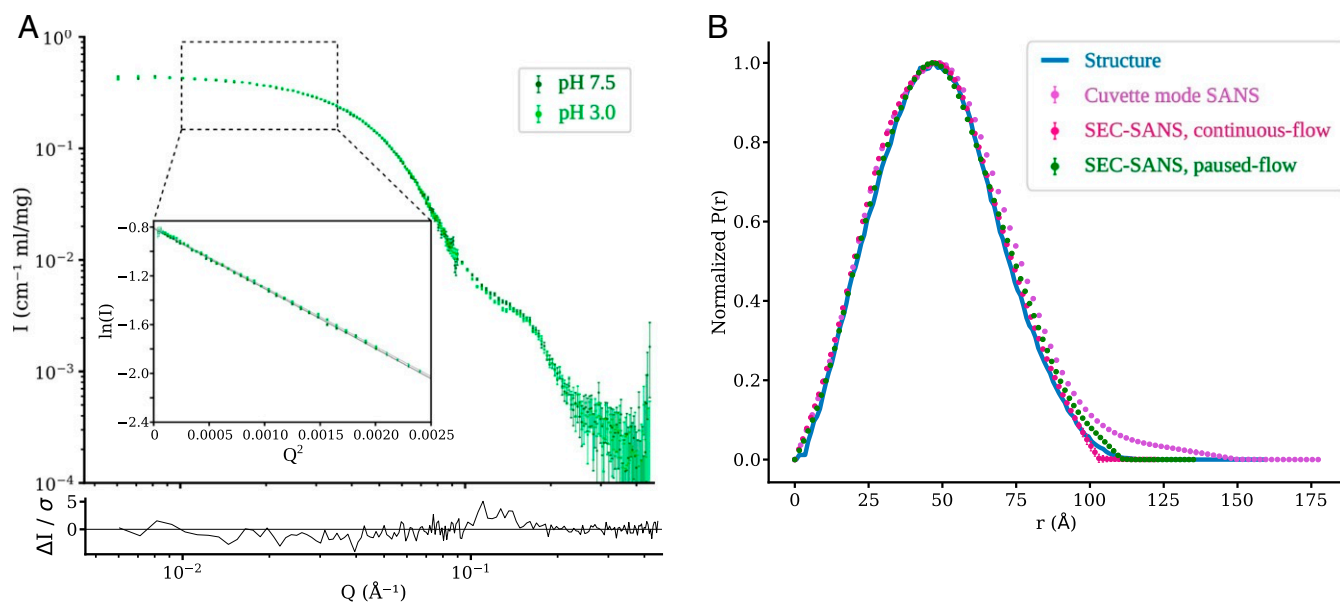 A
I (cm⁻¹ ml/mg)
10⁰
10⁻¹
10⁻²
10⁻³
10⁻⁴
pH 7.5
pH 3.0
ln(I)
−0.8
−1.2
−1.6
−2.0
−2.4
0 0.0005 0.0010 0.0015 0.0020 0.0025
Q²
ΔI / σ
5
0
10⁻² 10⁻¹
Q (Å⁻¹)
B
Normalized P(r)
1.0
0.8
0.6
0.4
0.2
0.0
Structure
Cuvette mode SANS
SEC-SANS, continuous-flow
SEC-SANS, paused-flow
0 25 50 75 100 125 150 175
r (Å)